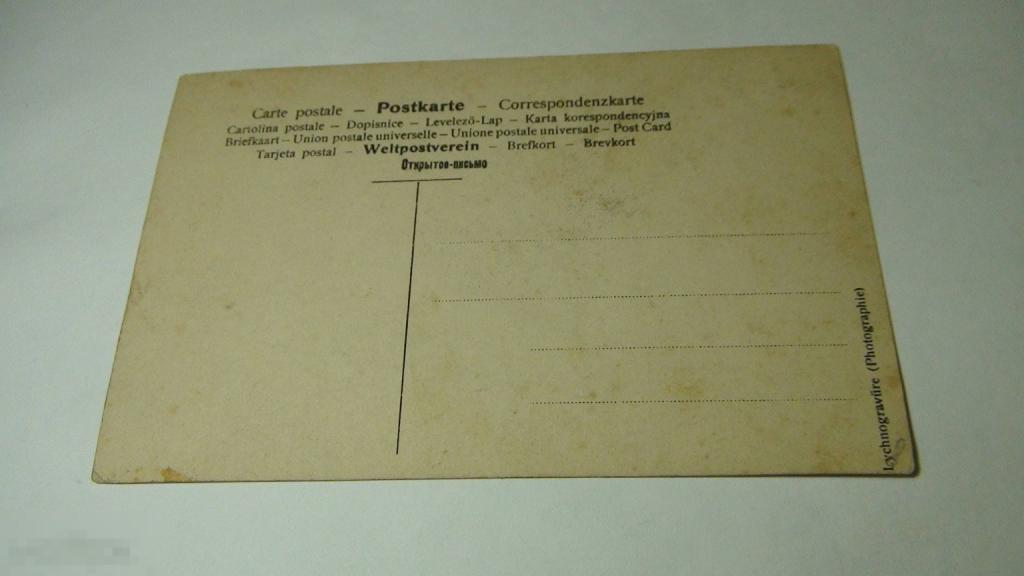 Carte postale – Postkarte – Correspondenzkarte
Cartolina postale – Dopisnice – Levelező-Lap – Karta korespondencyjna
Briefkaart – Union postale universelle – Unione postale universale – Post Card
Tarjeta postal – Weltpostverein – Brefkort – Brevkort
Открытое-письмо
Lychnogravüre (Photographie)